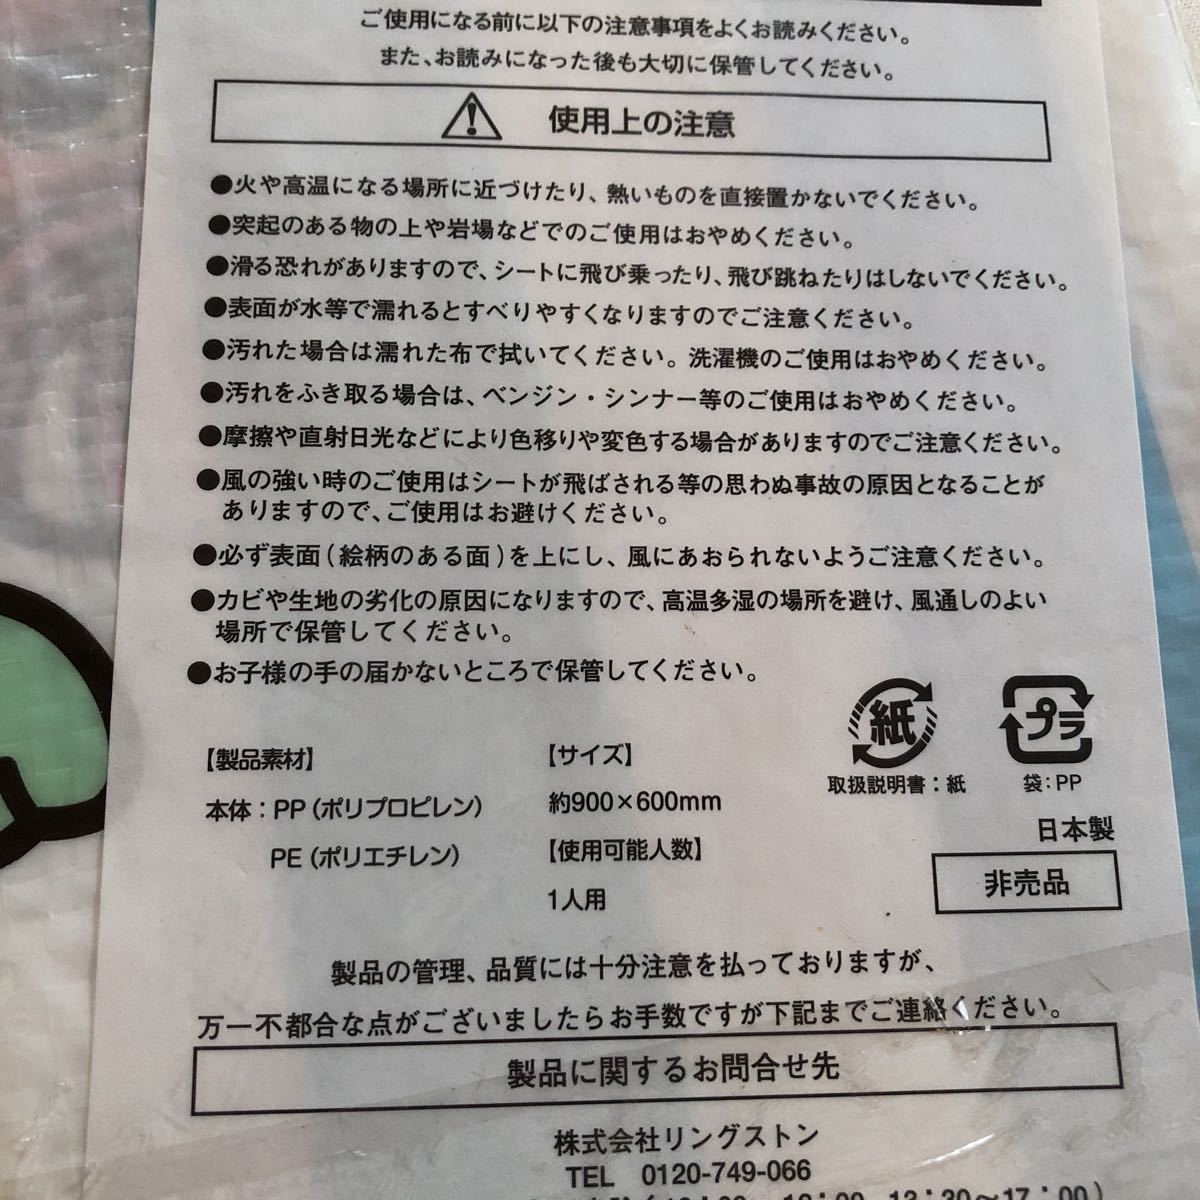 ご使用になる前に以下の注意事項をよくお読みください。
また、お読みになった後も大切に保管してください。
使用上の注意
●火や高温になる場所に近づけたり、熱いものを直接置かないでください。
●突起のある物の上や岩場などでのご使用はおやめください。
●滑る恐れがありますので、シートに飛び乗ったり、飛び跳ねたりはしないでください。
●表面が水等で濡れるとすべりやすくなりますのでご注意ください。
●汚れた場合は濡れた布で拭いてください。洗濯機のご使用はおやめください。
●汚れをふき取る場合は、ベンジン・シンナー等のご使用はおやめください。
●摩擦や直射日光などにより色移りや変色する場合がありますのでご注意ください。
●風の強い時のご使用はシートが飛ばされる等の思わぬ事故の原因となることが
ありますので、ご使用はお避けください。
●必ず表面(絵柄のある面)を上にし、風にあおられないようご注意ください。
●カビや生地の劣化の原因になりますので、高温多湿の場所を避け、風通しのよい
場所で保管してください。
●お子様の手の届かないところで保管してください。
紙
プラ
取扱説明書：紙
袋：PP
【製品素材】
本体：PP(ポリプロピレン)
PE(ポリエチレン)
【サイズ】
約900×600mm
【使用可能人数】
1人用
日本製
非売品
製品の管理、品質には十分注意を払っておりますが、
万一不都合な点がございましたらお手数ですが下記までご連絡ください。
製品に関するお問合せ先
株式会社リングストン
TEL 0120-749-066
13：30〜17：00)